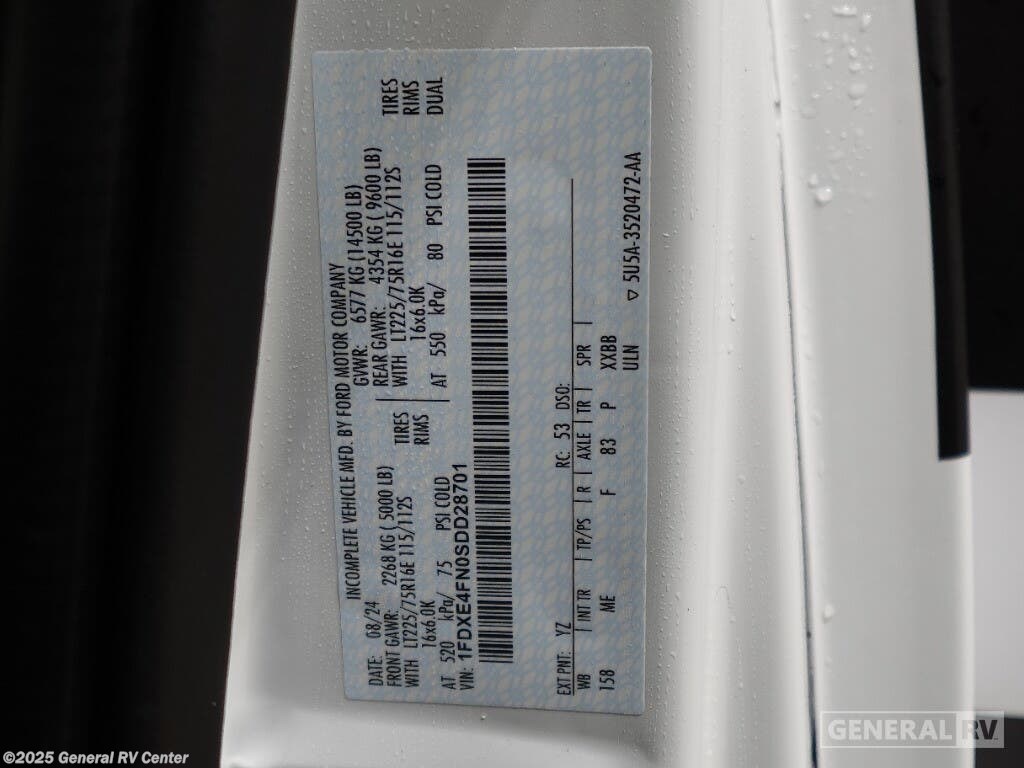 INCOMPLETE VEHICLE MFD. BY FORD MOTOR COMPANY
DATE: 08/24 GVWR: 6577 KG (14500 LB)
FRONT GAWR: 2268 KG ( 5000 LB) REAR GAWR: 4354 KG ( 9600 LB)
WITH LT225/75R16E 115/112S TIRES WITH LT225/75R16E 115/112S TIRES
16x6.0K RIMS 16x6.0K RIMS
AT 520 kPa/ 75 PSI COLD AT 550 kPa/ 80 PSI COLD DUAL
VIN: 1FDXE4FN0SDD28701
EXT PNT: YZ RC: 53 DSO:
WB | INT TR | TP/PS | R | AXLE | TR | SPR |
158 ME F 83 P XXBB
ULN
▽ 5U5A-3520472-AA
GENERAL RV
©2025 General RV Center